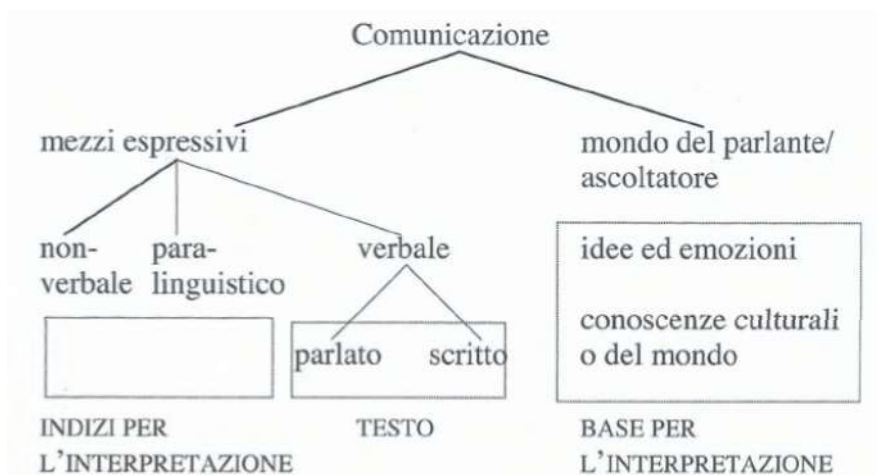 Comunicazione
mezzi espressivi
mondo del parlante/
ascoltatore
non-
verbale
para-
linguistico
verbale
idee ed emozioni
conoscenze culturali
o del mondo
parlato
scritto
INDIZI PER
L'INTERPRETAZIONE
TESTO
BASE PER
L'INTERPRETAZIONE